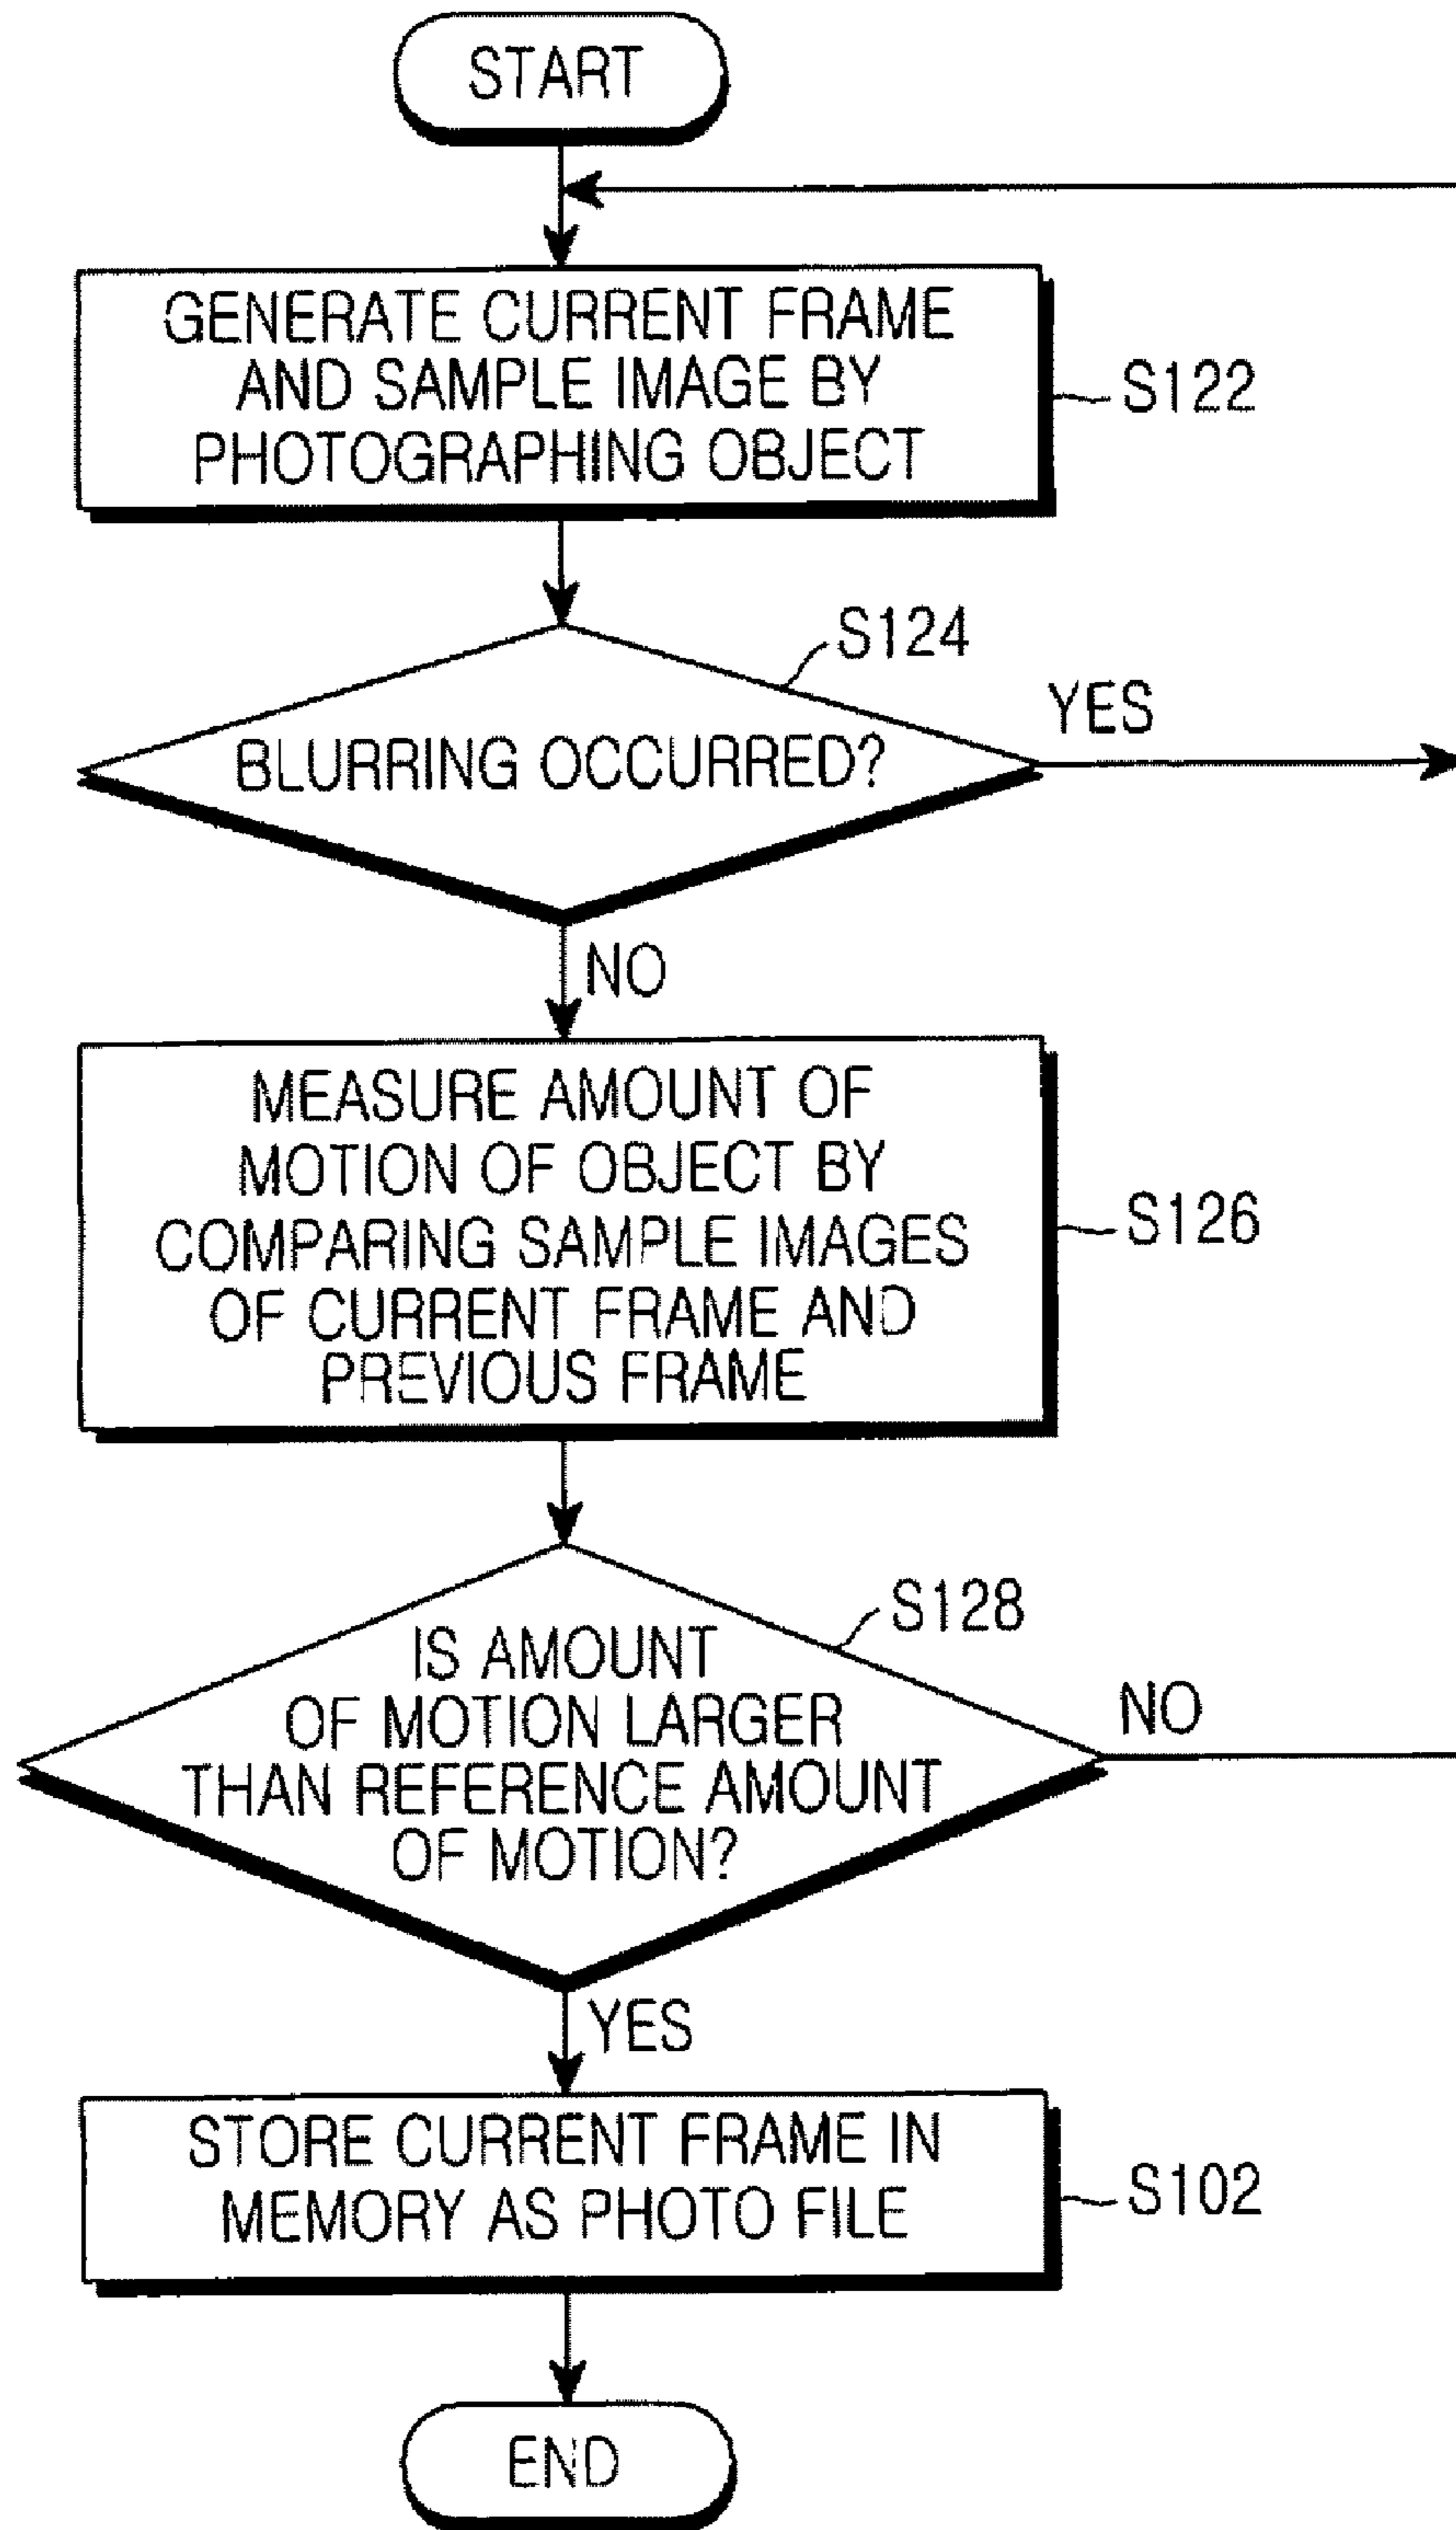 START
GENERATE CURRENT FRAME
AND SAMPLE IMAGE BY
PHOTOGRAPHING OBJECT
S122
S124
BLURRING OCCURRED?
YES
NO
MEASURE AMOUNT OF
MOTION OF OBJECT BY
COMPARING SAMPLE IMAGES
OF CURRENT FRAME AND
PREVIOUS FRAME
S126
S128
IS AMOUNT
OF MOTION LARGER
THAN REFERENCE AMOUNT
OF MOTION?
NO
YES
STORE CURRENT FRAME IN
MEMORY AS PHOTO FILE
S102
END